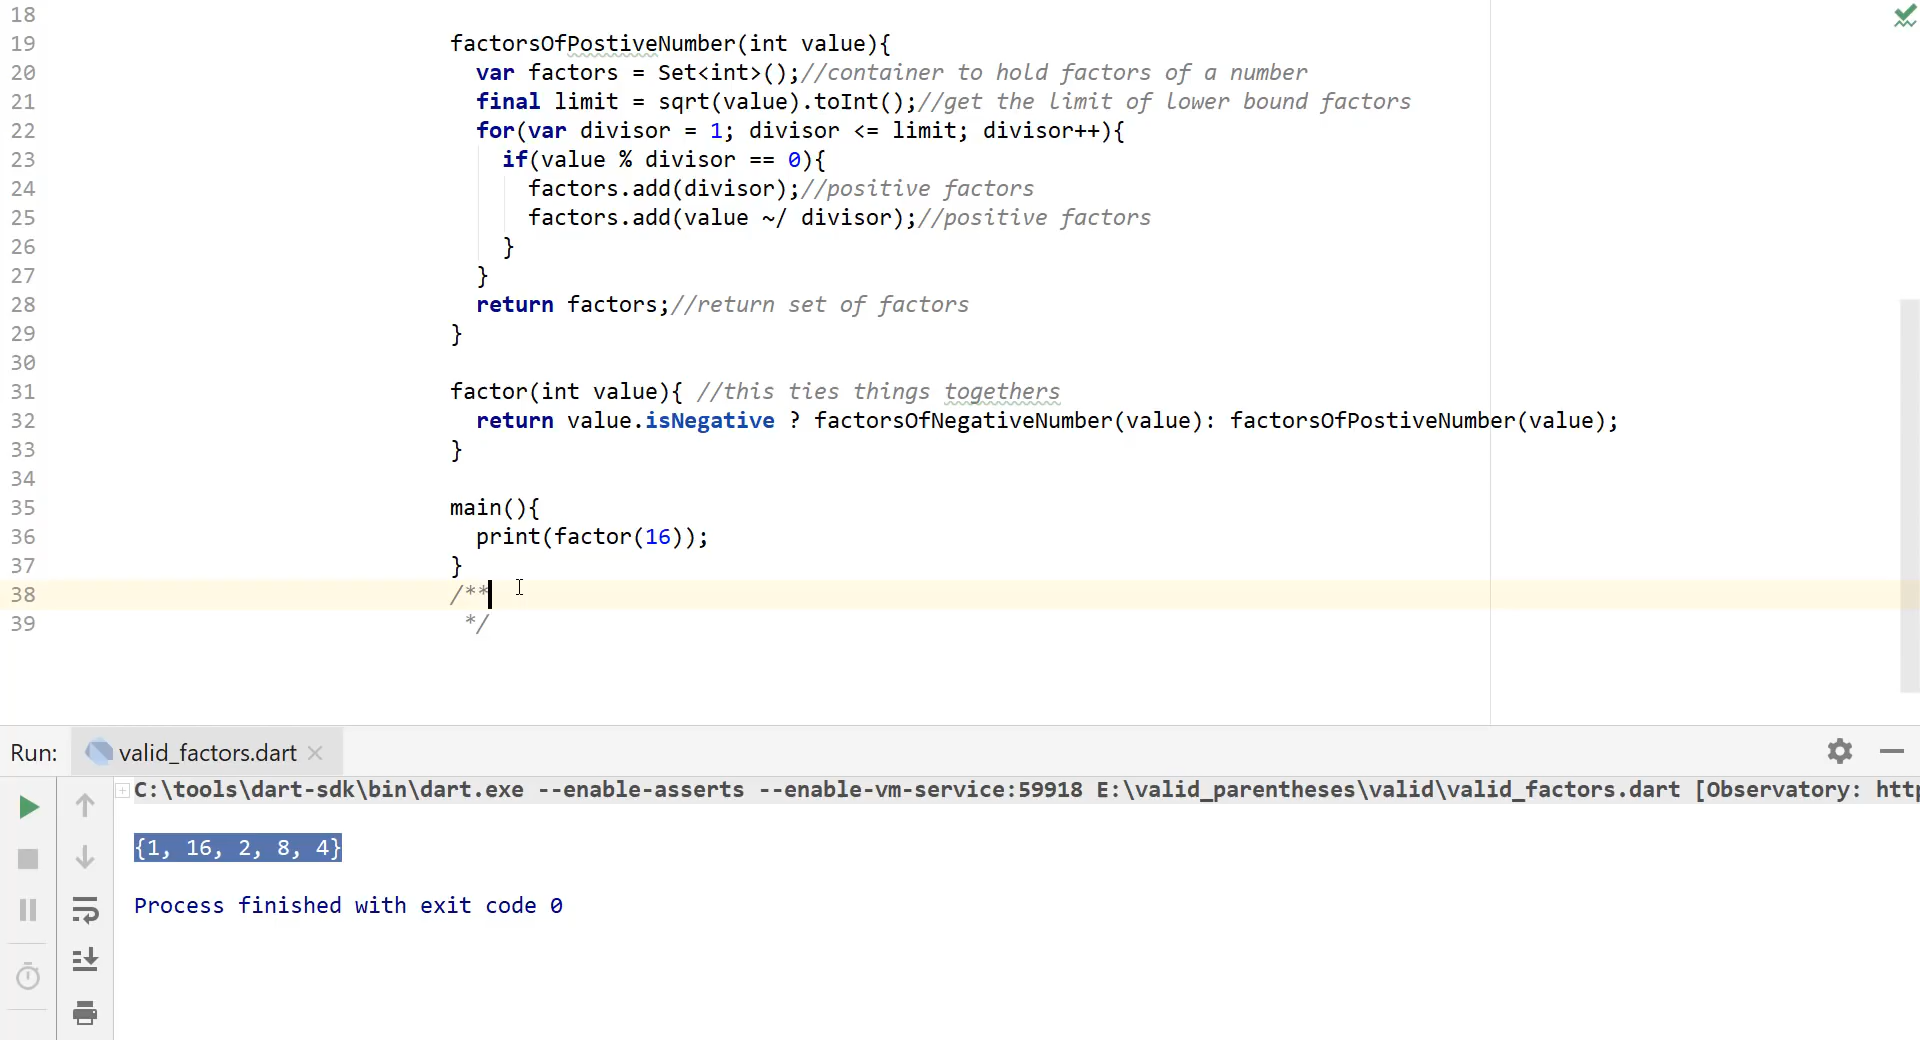 18
19 factorsOfPostiveNumber(int value){
20 var factors = Set<int>();//container to hold factors of a number
21 final limit = sqrt(value).toInt();//get the limit of lower bound factors
22 for(var divisor = 1; divisor <= limit; divisor++){
23 if(value % divisor == 0){
24 factors.add(divisor);//positive factors
25 factors.add(value ~/ divisor);//positive factors
26 }
27 }
28 return factors;//return set of factors
29 }
30
31 factor(int value){ //this ties things togethers
32 return value.isNegative ? factorsOfNegativeNumber(value): factorsOfPostiveNumber(value);
33 }
34
35 main(){
36 print(factor(16));
37 }
38 /**
39 */
Run: valid_factors.dart
C:\tools\dart-sdk\bin\dart.exe --enable-asserts --enable-vm-service:59918 E:\valid_parentheses\valid\valid_factors.dart [Observatory: http
{1, 16, 2, 8, 4}
Process finished with exit code 0